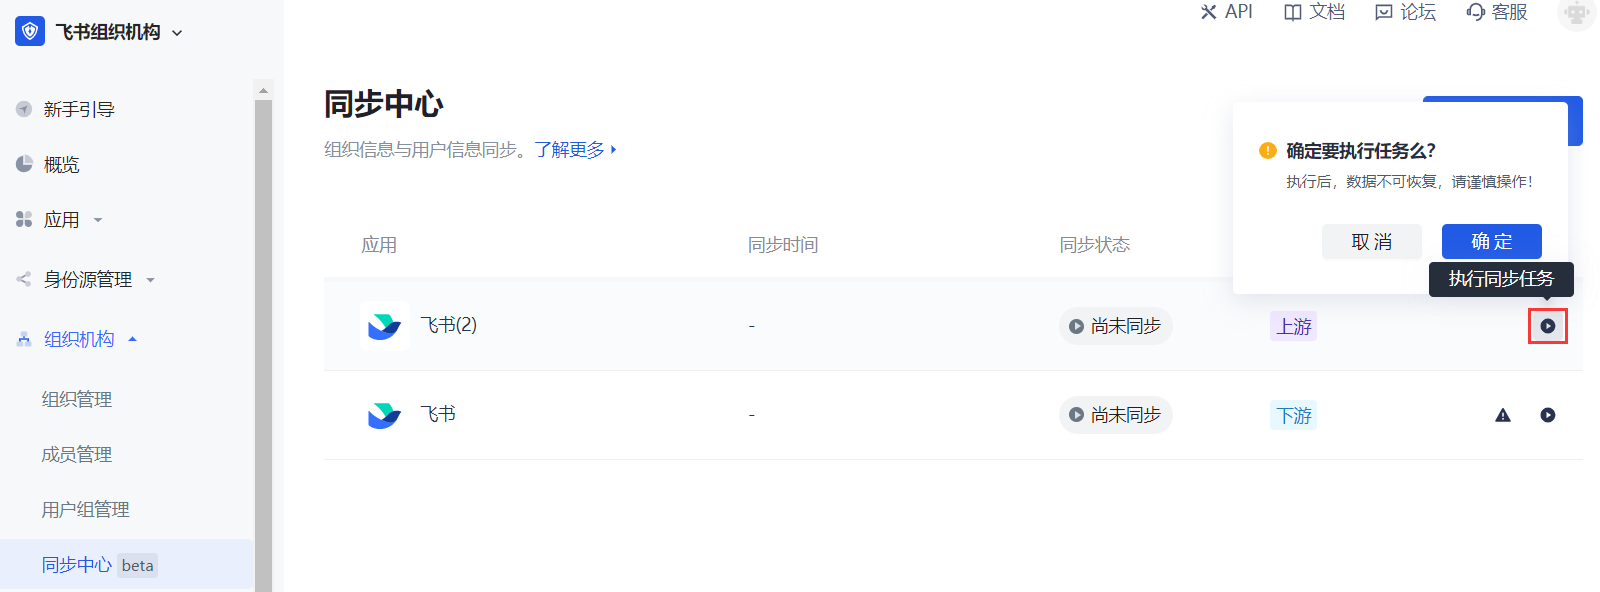 飞书组织机构
API 文档 论坛 客服
新手引导
概览
应用
身份源管理
组织机构
组织管理
成员管理
用户组管理
同步中心 beta
同步中心
组织信息与用户信息同步。了解更多
确定要执行任务么?
执行后，数据不可恢复，请谨慎操作!
取 消 确 定
执行同步任务
应用 同步时间 同步状态
飞书(2) - 尚未同步 上游
飞书 - 尚未同步 下游